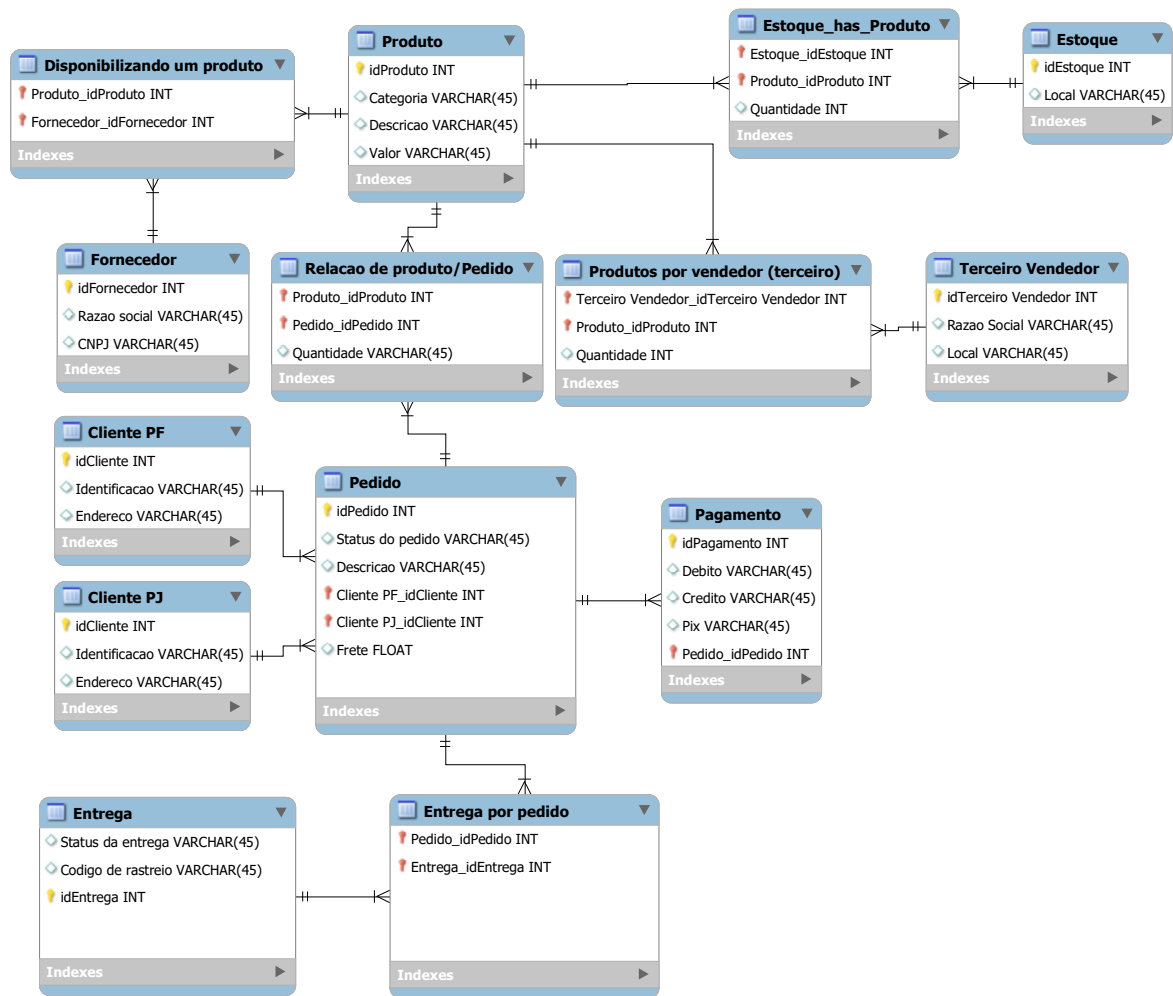 Disponibilizando um produto
Produto_idProduto INT
Fornecedor_idFornecedor INT
Indexes
Produto
idProduto INT
Categoria VARCHAR(45)
Descricao VARCHAR(45)
Valor VARCHAR(45)
Indexes
Estoque_has_Produto
Estoque_idEstoque INT
Produto_idProduto INT
Quantidade INT
Indexes
Estoque
idEstoque INT
Local VARCHAR(45)
Indexes
Fornecedor
idFornecedor INT
Razao social VARCHAR(45)
CNPJ VARCHAR(45)
Indexes
Relacao de produto/Pedido
Produto_idProduto INT
Pedido_idPedido INT
Quantidade VARCHAR(45)
Indexes
Produtos por vendedor (terceiro)
Terceiro Vendedor_idTerceiro Vendedor INT
Produto_idProduto INT
Quantidade INT
Indexes
Terceiro Vendedor
idTerceiro Vendedor INT
Razao Social VARCHAR(45)
Local VARCHAR(45)
Indexes
Cliente PF
idCliente INT
Identificacao VARCHAR(45)
Endereco VARCHAR(45)
Indexes
Cliente PJ
idCliente INT
Identificacao VARCHAR(45)
Endereco VARCHAR(45)
Indexes
Pedido
idPedido INT
Status do pedido VARCHAR(45)
Descricao VARCHAR(45)
Cliente PF_idCliente INT
Cliente PJ_idCliente INT
Frete FLOAT
Indexes
Pagamento
idPagamento INT
Debito VARCHAR(45)
Credito VARCHAR(45)
Pix VARCHAR(45)
Pedido_idPedido INT
Indexes
Entrega
Status da entrega VARCHAR(45)
Codigo de rastreio VARCHAR(45)
idEntrega INT
Indexes
Entrega por pedido
Pedido_idPedido INT
Entrega_idEntrega INT
Indexes